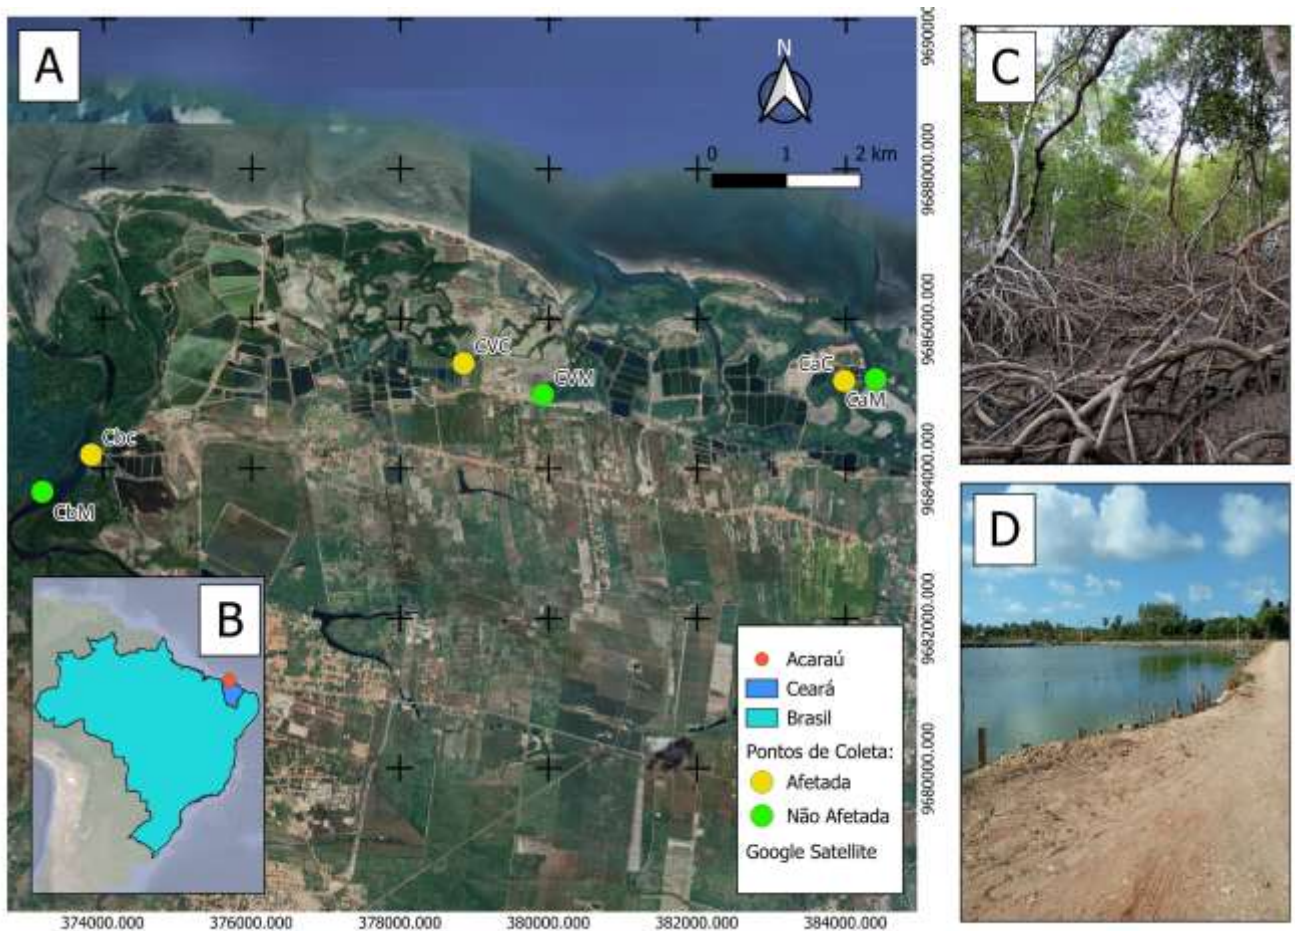 A
N
0 1 2 km
CVC
CVM
CaC
CaM
Cbc
CbM
9690000.000
9688000.000
9686000.000
9684000.000
9682000.000
9680000.000
374000.000 376000.000 378000.000 380000.000 382000.000 384000.000
B
Acaraú
Ceará
Brasil
Pontos de Coleta:
Afetada
Não Afetada
Google Satellite
C
D